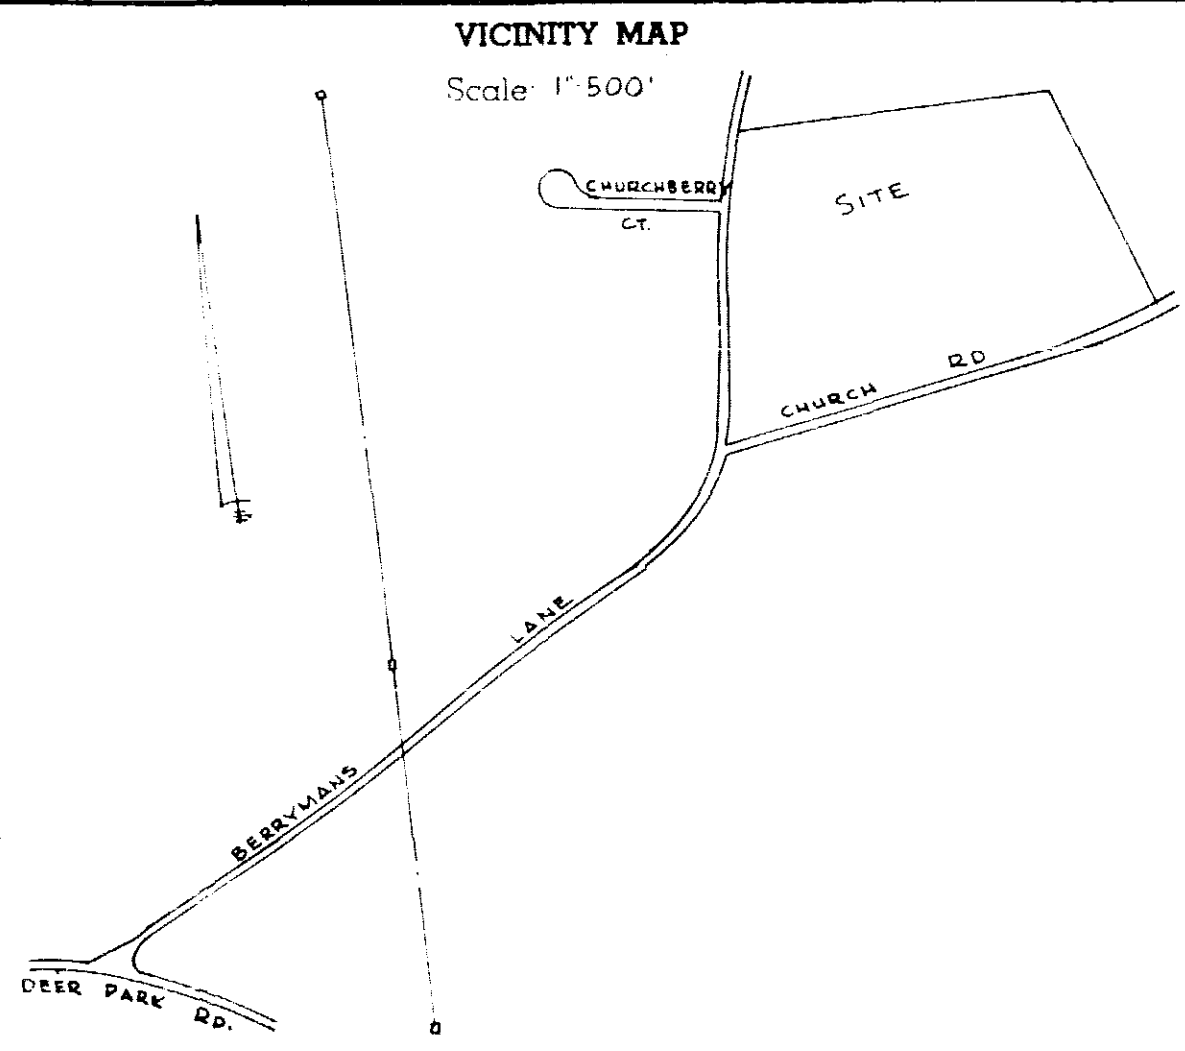 VICINITY MAP
Scale: 1"-500'
CHURCHBERRY
CT.
SITE
CHURCH RD
LANE
BERRYMANS
DEER PARK RD.